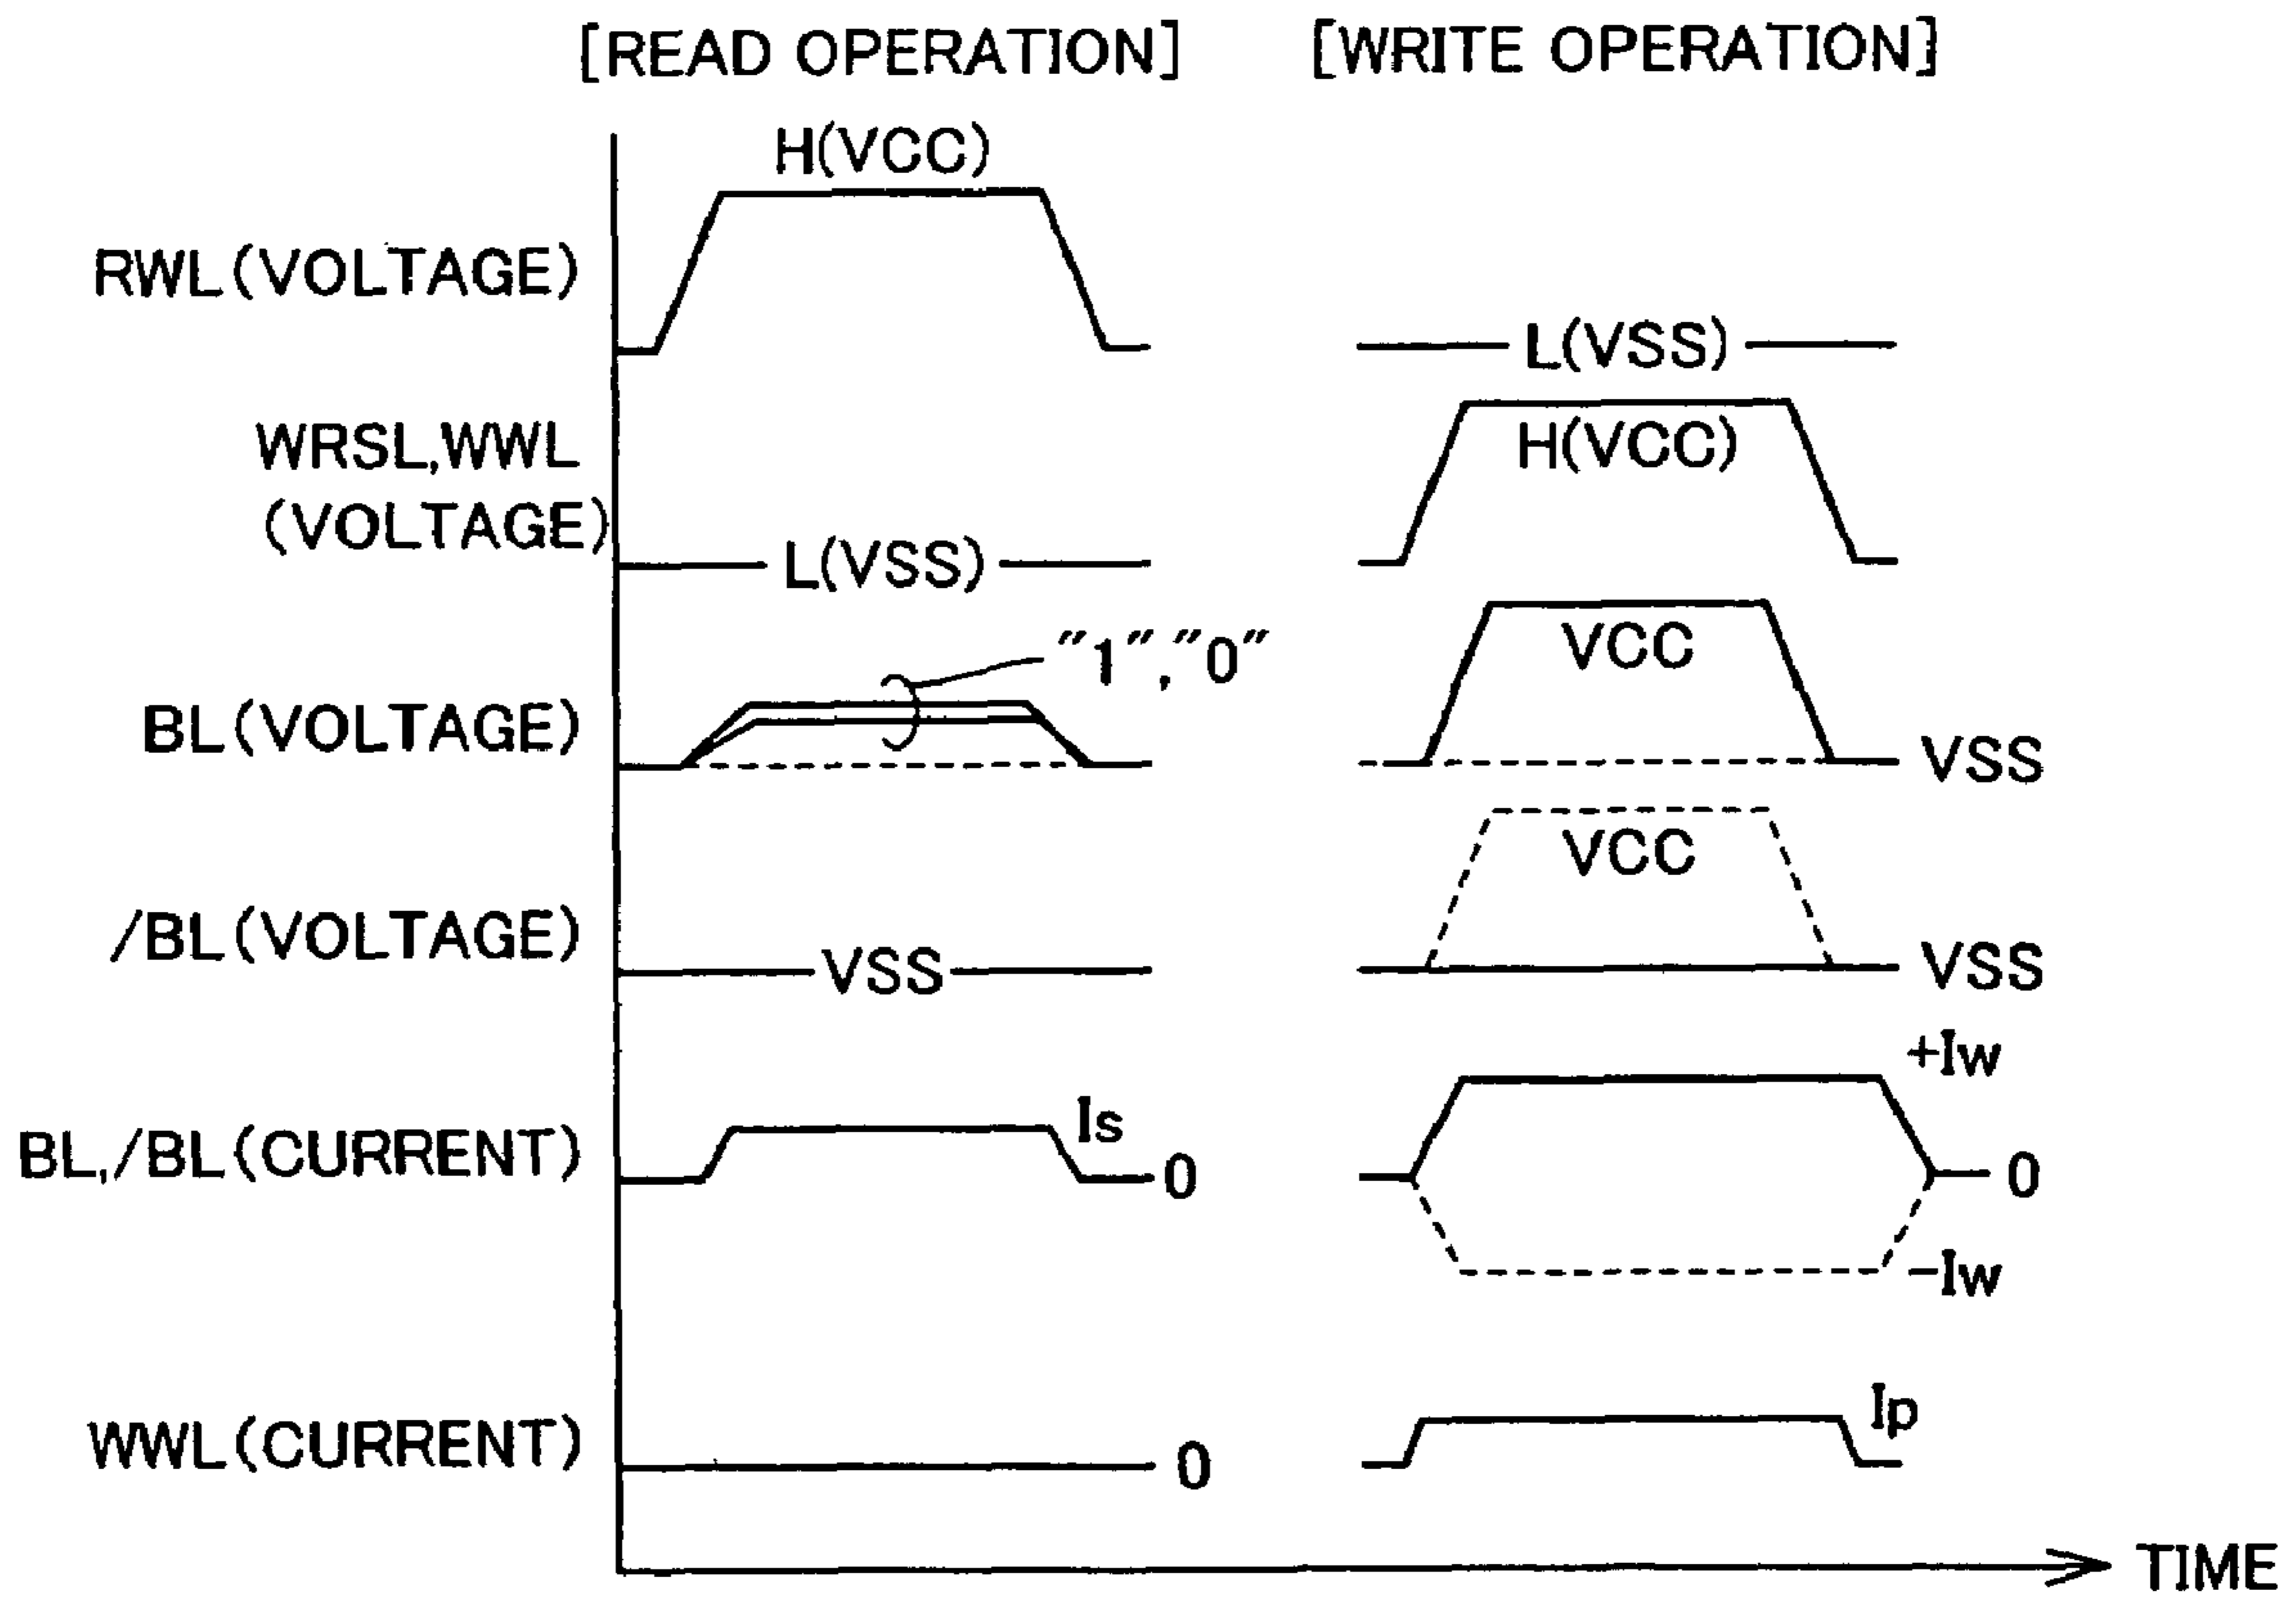 [READ OPERATION] [WRITE OPERATION]
H(VCC)
RWL(VOLTAGE)
L(VSS)
WRSL,WWL
(VOLTAGE)
H(VCC)
L(VSS)
"1","0"
VCC
BL(VOLTAGE)
VSS
VCC
/BL(VOLTAGE)
VSS
VSS
+Iw
Is
BL,/BL(CURRENT)
0
0
-Iw
Ip
WWL(CURRENT)
0
TIME